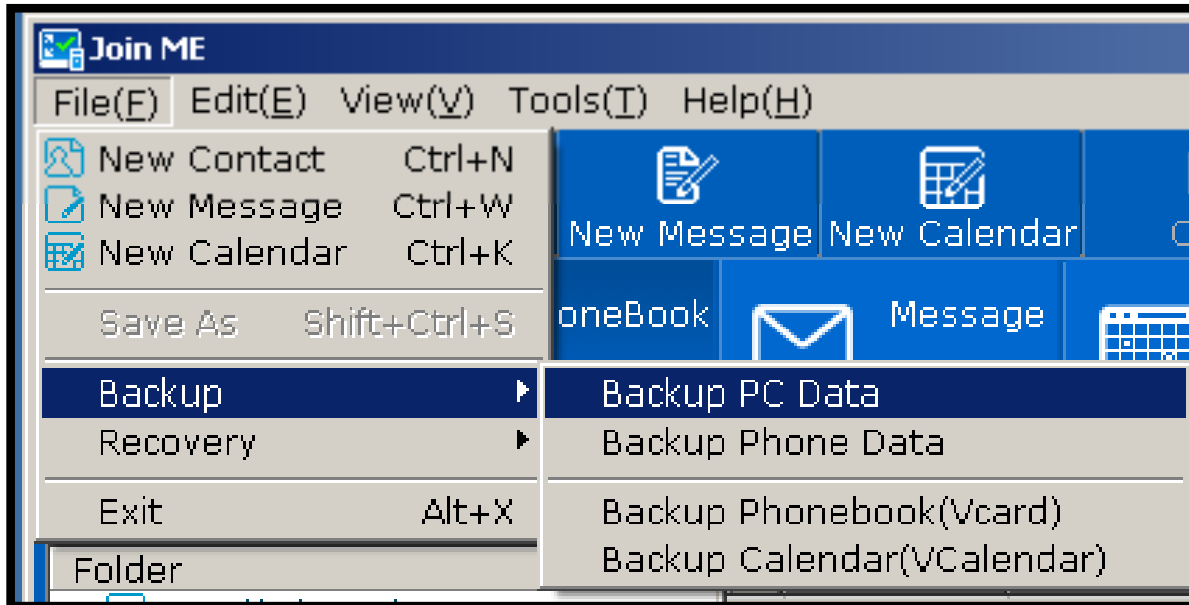 Join ME
File(F) Edit(E) View(V) Tools(T) Help(H)
New Contact Ctrl+N
New Message Ctrl+W
New Calendar Ctrl+K
Save As Shift+Ctrl+S
Backup
Recovery
Exit Alt+X
New Message New Calendar
oneBook Message
Backup PC Data
Backup Phone Data
Backup Phonebook(Vcard)
Backup Calendar(VCalendar)
Folder